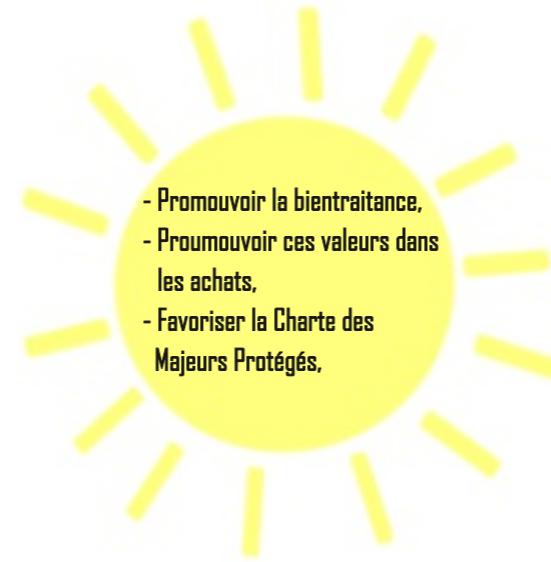 - Promouvoir la bientraitance,
- Proumouvoir ces valeurs dans
les achats,
- Favoriser la Charte des
Majeurs Protégés,